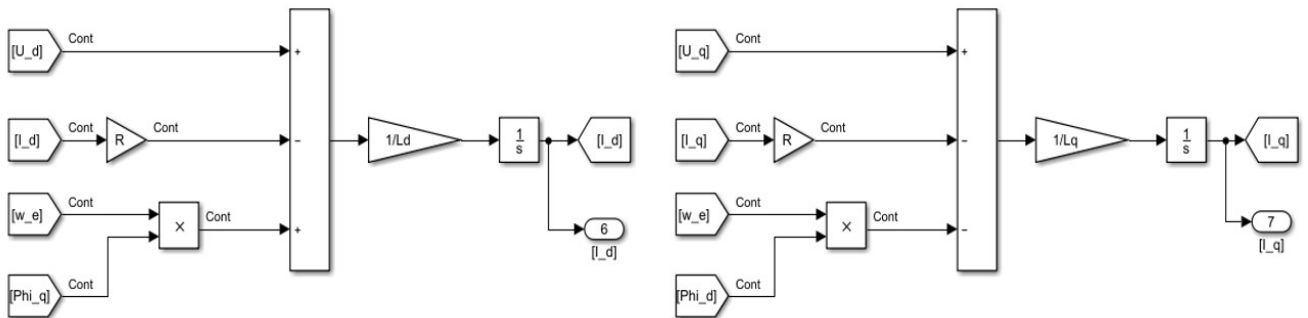 Cont
[U_d]
+
Cont
[I_d]
R
Cont
−
1/Ld
1
s
[I_d]
Cont
[w_e]
×
Cont
+
6
[I_d]
Cont
[Phi_q]
Cont
[U_q]
+
Cont
[I_q]
R
Cont
−
1/Lq
1
s
[I_q]
Cont
[w_e]
×
Cont
−
7
[I_q]
Cont
[Phi_d]